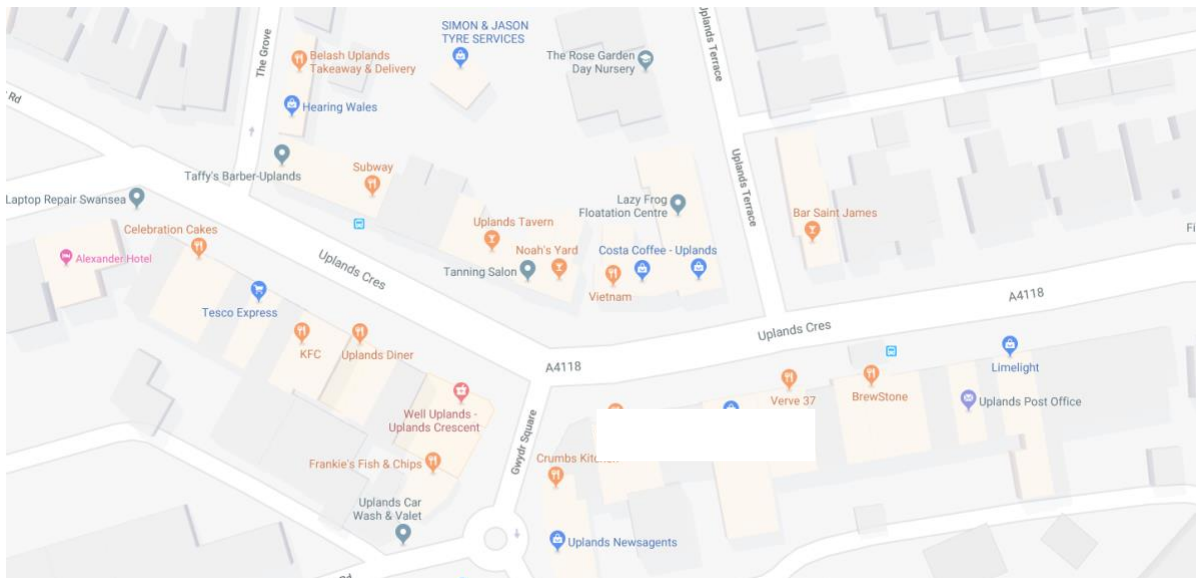 SIMON & JASON
TYRE SERVICES
The Grove
Belash Uplands
Takeaway & Delivery
The Rose Garden
Day Nursery
Uplands Terrace
Rd
Hearing Wales
Taffy's Barber-Uplands
Subway
Uplands Terrace
Laptop Repair Swansea
Lazy Frog
Floatation Centre
Bar Saint James
Fi
Celebration Cakes
Uplands Tavern
Alexander Hotel
Noah's Yard
Costa Coffee - Uplands
Tanning Salon
Uplands Cres
Vietnam
A4118
Tesco Express
Uplands Cres
KFC
Uplands Diner
A4118
Limelight
Verve 37
BrewStone
Uplands Post Office
Well Uplands -
Uplands Crescent
Gwydr Square
Frankie's Fish & Chips
Crumbs Kitchen
Uplands Car
Wash & Valet
Uplands Newsagents
Rd